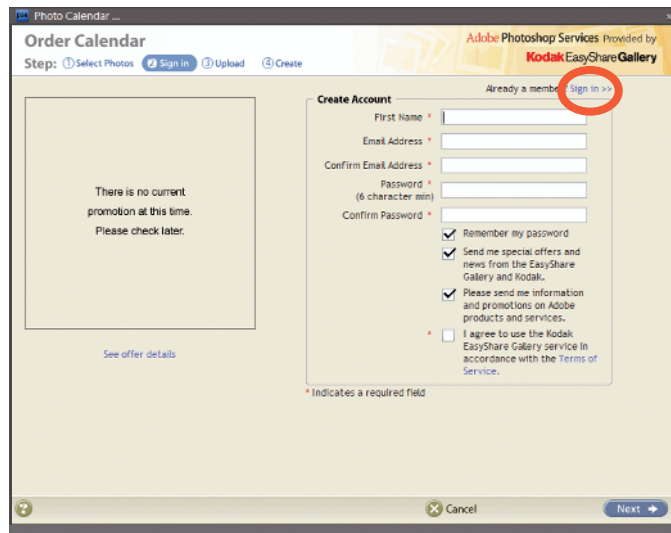 Photo Calendar ...
Order Calendar
Adobe Photoshop Services Provided by
Kodak EasyShare Gallery
Step: 1 Select Photos 2 Sign in 3 Upload 4 Create
Already a member? Sign in >>
Create Account
First Name *
Email Address *
Confirm Email Address *
Password *
(6 character min)
Confirm Password *
There is no current
promotion at this time.
Please check later.
See offer details
Remember my password
Send me special offers and
news from the EasyShare
Gallery and Kodak.
Please send me information
and promotions on Adobe
products and services.
* I agree to use the Kodak
EasyShare Gallery service in
accordance with the Terms of
Service.
* Indicates a required field
? Cancel Next